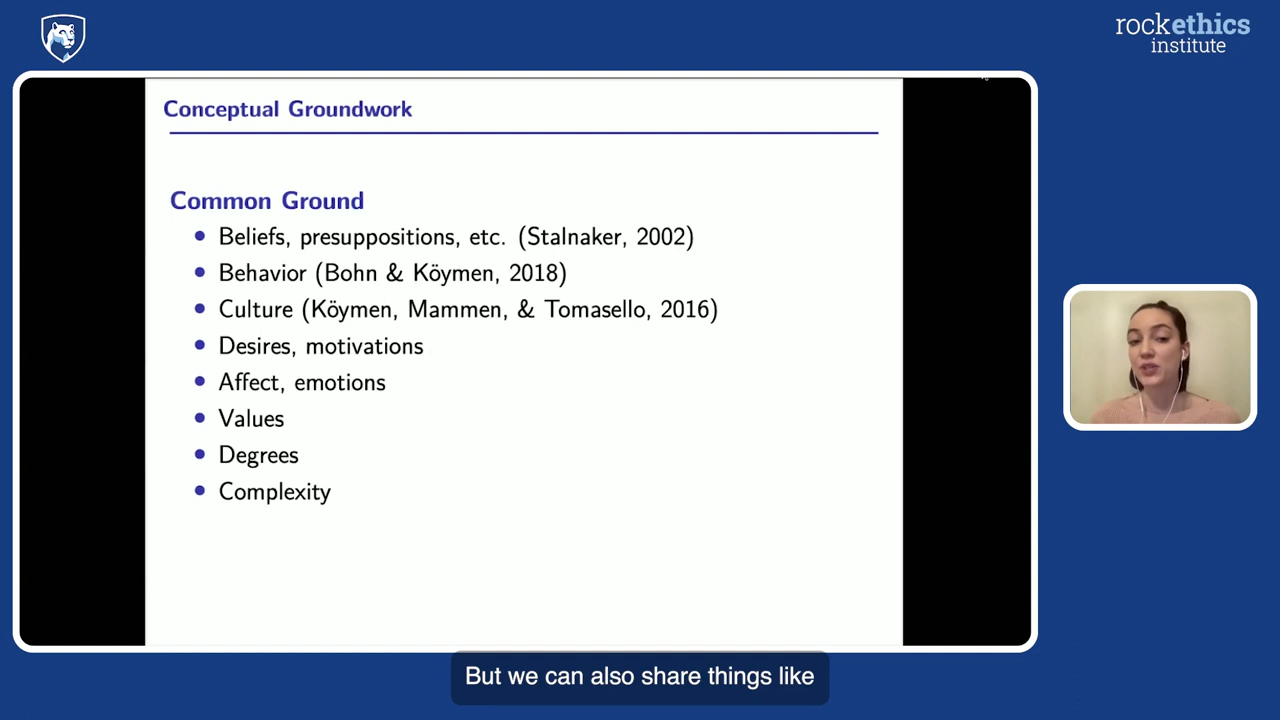 rockethics
institute
Conceptual Groundwork
Common Ground
• Beliefs, presuppositions, etc. (Stalnaker, 2002)
• Behavior (Bohn & Köymen, 2018)
• Culture (Köymen, Mammen, & Tomasello, 2016)
• Desires, motivations
• Affect, emotions
• Values
• Degrees
• Complexity
But we can also share things like